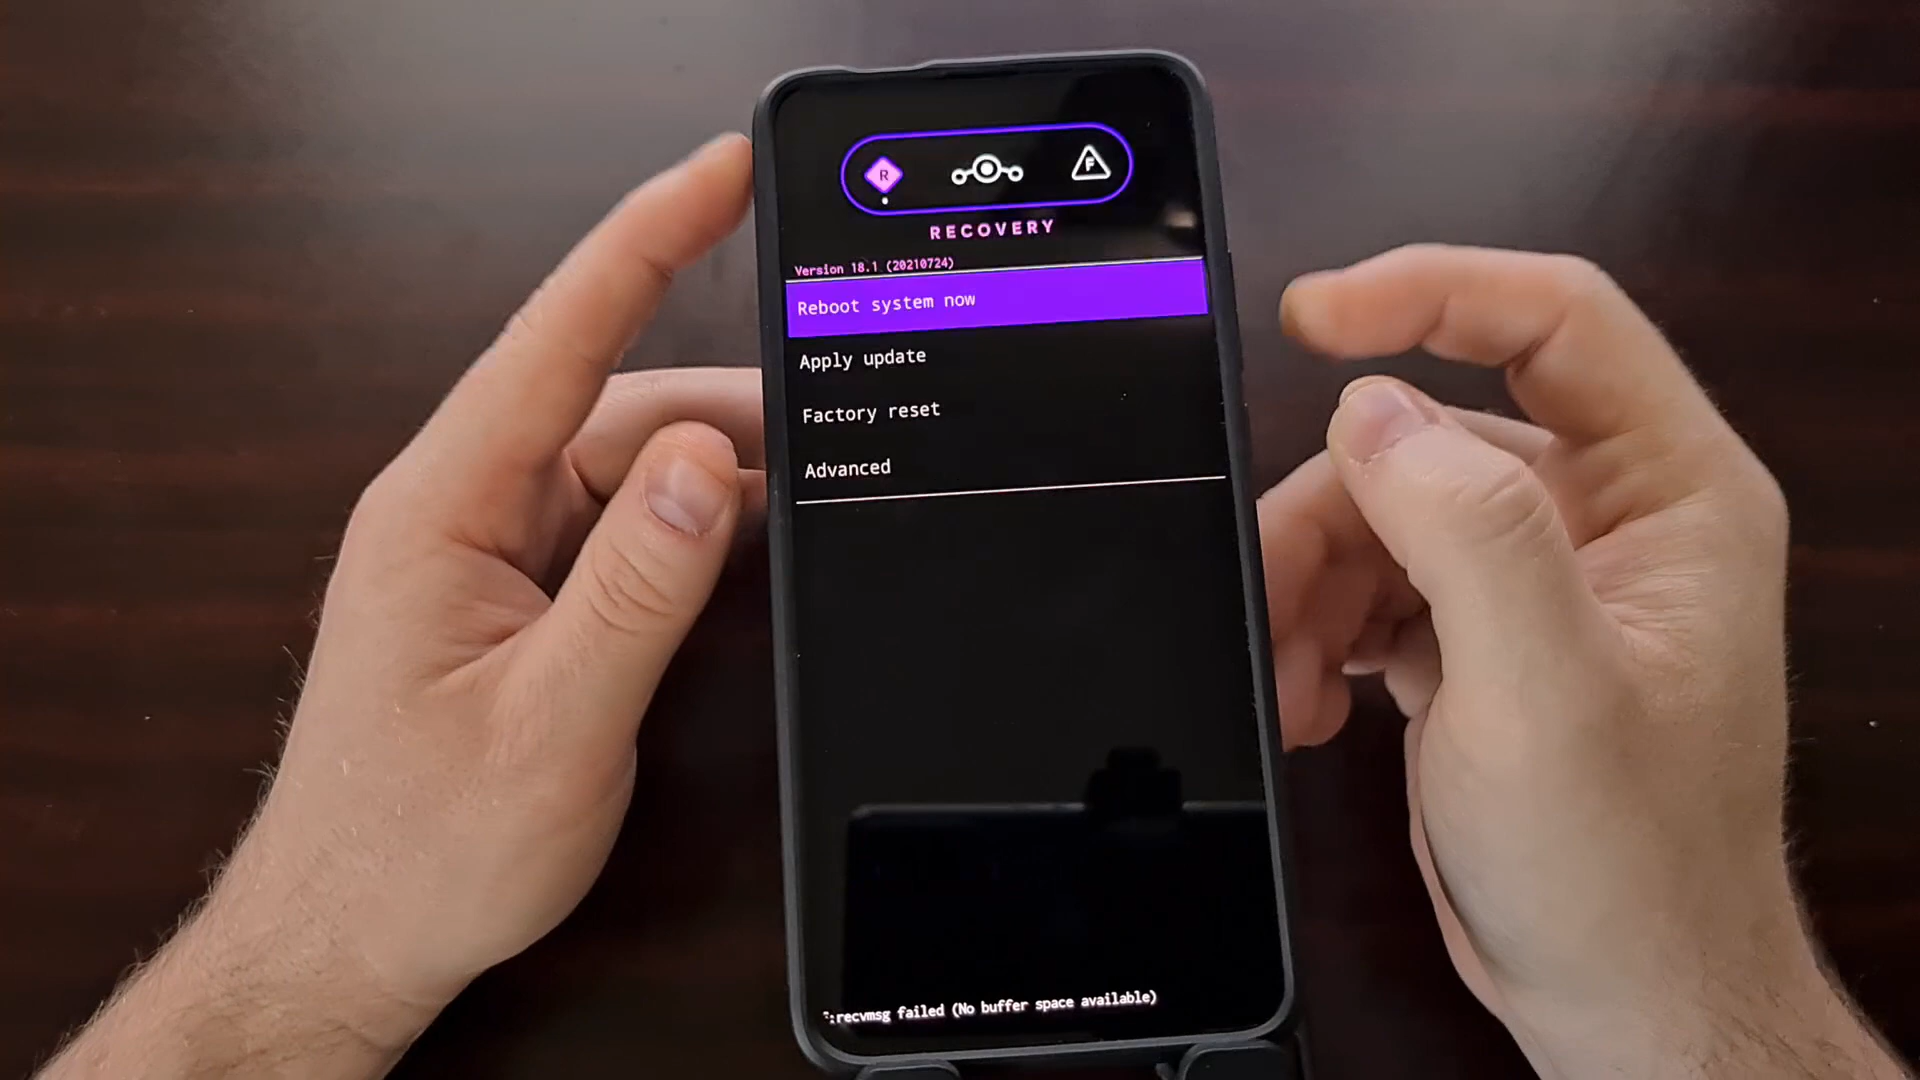 R
F
RECOVERY
Version 18.1 (20210724)
Reboot system now
Apply update
Factory reset
Advanced
:recvmsg failed (No buffer space available)